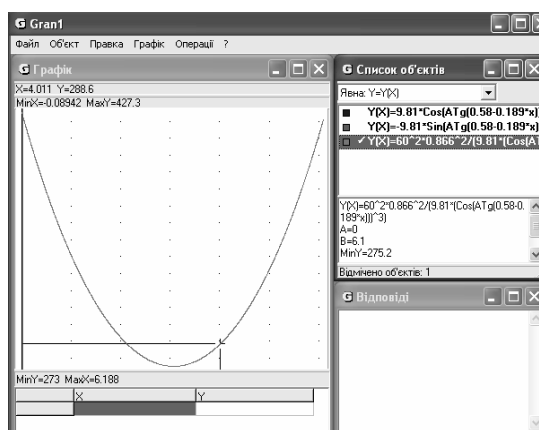 Gran1
Файл Об'єкт Правка Графік Операції ?
Графік
X=4.011 Y=288.6
MinX=-0.08942 MaxY=427.3
MinY=273 MaxX=6.188
X Y
Список об'єктів
Явна: Y=Y(X)
Y(X)=9.81*Cos(ATg(0.58-0.189*x))
Y(X)=-9.81*Sin(ATg(0.58-0.189*x)
Y(X)=60^2*0.866^2/(9.81*(Cos(AT
Y(X)=60^2*0.866^2/(9.81*(Cos(ATg(0.58-0.
189*x)))^3)
A=0
B=6.1
MinY=275.2
Відмічено об'єктів: 1
Відповіді